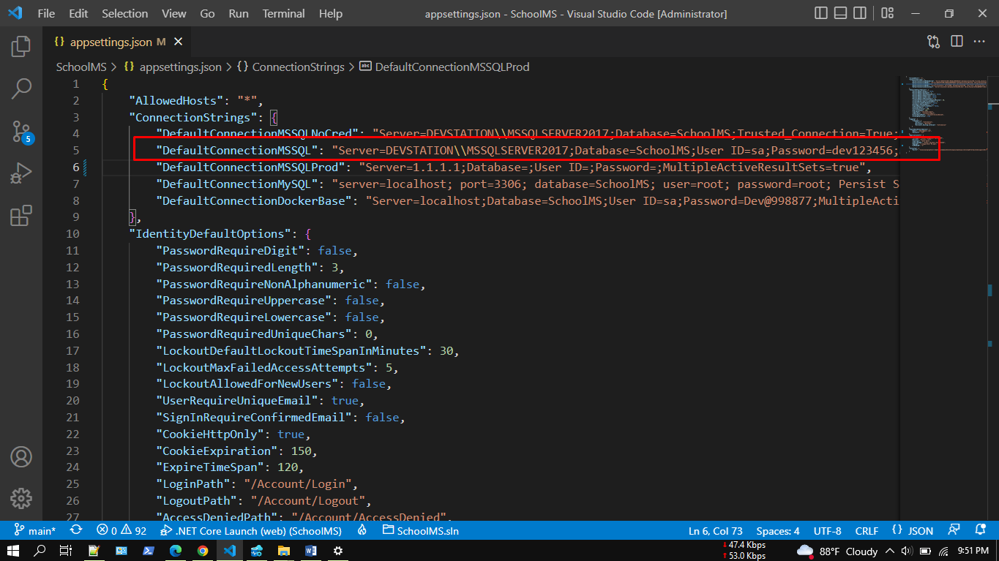 File Edit Selection View Go Run Terminal Help appsettings.json - SchoolMS - Visual Studio Code [Administrator]
{} appsettings.json M
SchoolMS > {} appsettings.json > {} ConnectionStrings > abc DefaultConnectionMSSQLProd
1 {
2 "AllowedHosts": "*",
3 "ConnectionStrings": {
4 "DefaultConnectionMSSQLNoCred": "Server=DEVSTATION\\MSSQLSERVER2017;Database=SchoolMS;Trusted_Connection=True;
5 "DefaultConnectionMSSQL": "Server=DEVSTATION\\MSSQLSERVER2017;Database=SchoolMS;User ID=sa;Password=dev123456;
6 "DefaultConnectionMSSQLProd": "Server=1.1.1.1;Database=;User ID=;Password=;MultipleActiveResultSets=true",
7 "DefaultConnectionMySQL": "server=localhost; port=3306; database=SchoolMS; user=root; password=root; Persist S
8 "DefaultConnectionDockerBase": "Server=localhost;Database=SchoolMS;User ID=sa;Password=Dev@998877;MultipleActi
9 },
10 "IdentityDefaultOptions": {
11 "PasswordRequireDigit": false,
12 "PasswordRequiredLength": 3,
13 "PasswordRequireNonAlphanumeric": false,
14 "PasswordRequireUppercase": false,
15 "PasswordRequireLowercase": false,
16 "PasswordRequiredUniqueChars": 0,
17 "LockoutDefaultLockoutTimeSpanInMinutes": 30,
18 "LockoutMaxFailedAccessAttempts": 5,
19 "LockoutAllowedForNewUsers": false,
20 "UserRequireUniqueEmail": true,
21 "SignInRequireConfirmedEmail": false,
22 "CookieHttpOnly": true,
23 "CookieExpiration": 150,
24 "ExpireTimeSpan": 120,
25 "LoginPath": "/Account/Login",
26 "LogoutPath": "/Account/Logout",
27 "AccessDeniedPath": "/Account/AccessDenied",
5
main* 0 92 .NET Core Launch (web) (SchoolMS) SchoolMS.sln Ln 6, Col 73 Spaces: 4 UTF-8 CRLF {} JSON
47.4 Kbps
53.0 Kbps
88°F Cloudy 9:51 PM